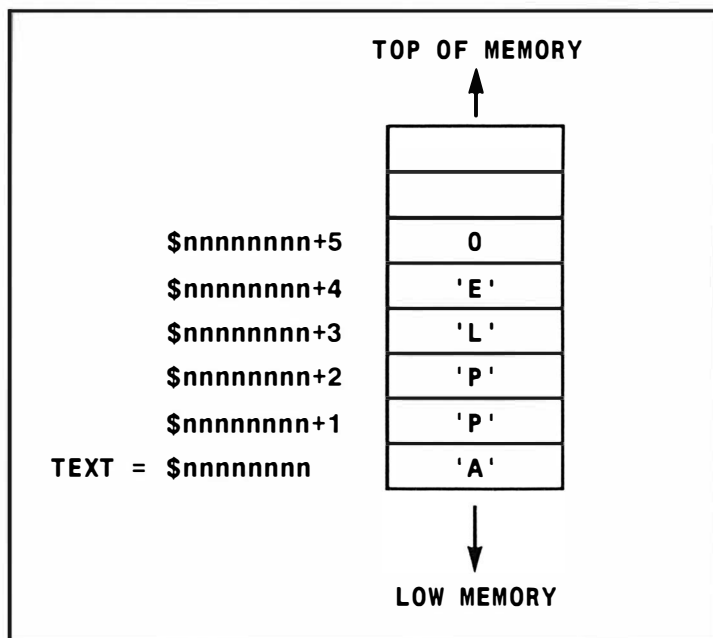 TOP OF MEMORY
$nnnnnnnn+5 0
$nnnnnnnn+4 'E'
$nnnnnnnn+3 'L'
$nnnnnnnn+2 'P'
$nnnnnnnn+1 'P'
TEXT = $nnnnnnnn 'A'
LOW MEMORY